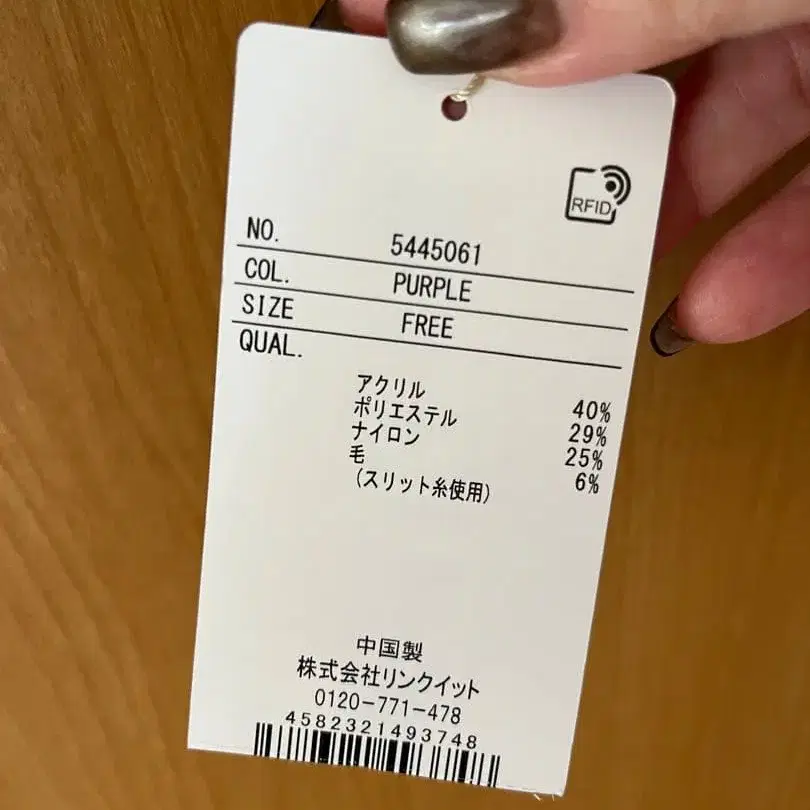 RFID
NO. 5445061
COL. PURPLE
SIZE FREE
QUAL.
アクリル 40%
ポリエステル 29%
ナイロン 25%
毛 6%
(スリット糸使用)
中国製
株式会社リンクイット
0120-771-478
4582321493748